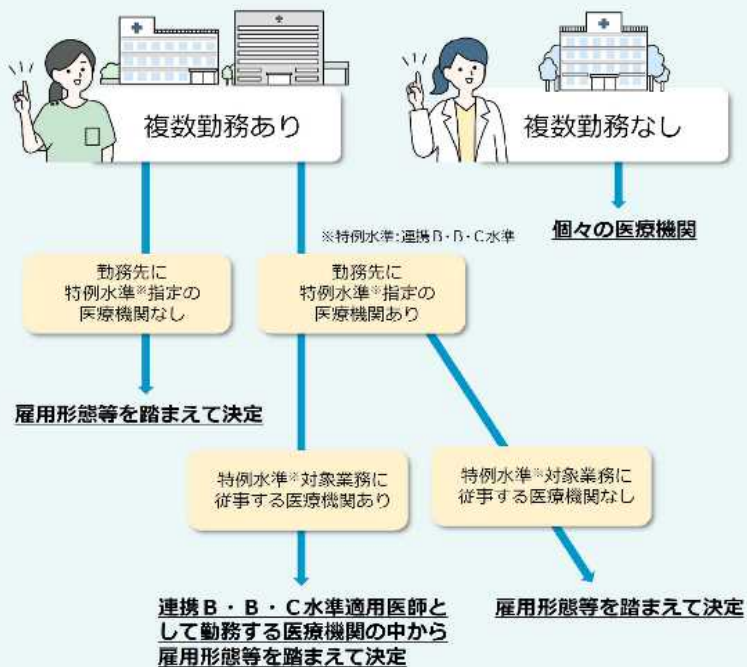 複数勤務あり
複数勤務なし
※特例水準:連携B・B・C水準
個々の医療機関
勤務先に
特例水準※指定の
医療機関なし
勤務先に
特例水準※指定の
医療機関あり
雇用形態等を踏まえて決定
特例水準※対象業務に
従事する医療機関あり
特例水準※対象業務に
従事する医療機関なし
連携B・B・C水準適用医師と
して勤務する医療機関の中から
雇用形態等を踏まえて決定
雇用形態等を踏まえて決定